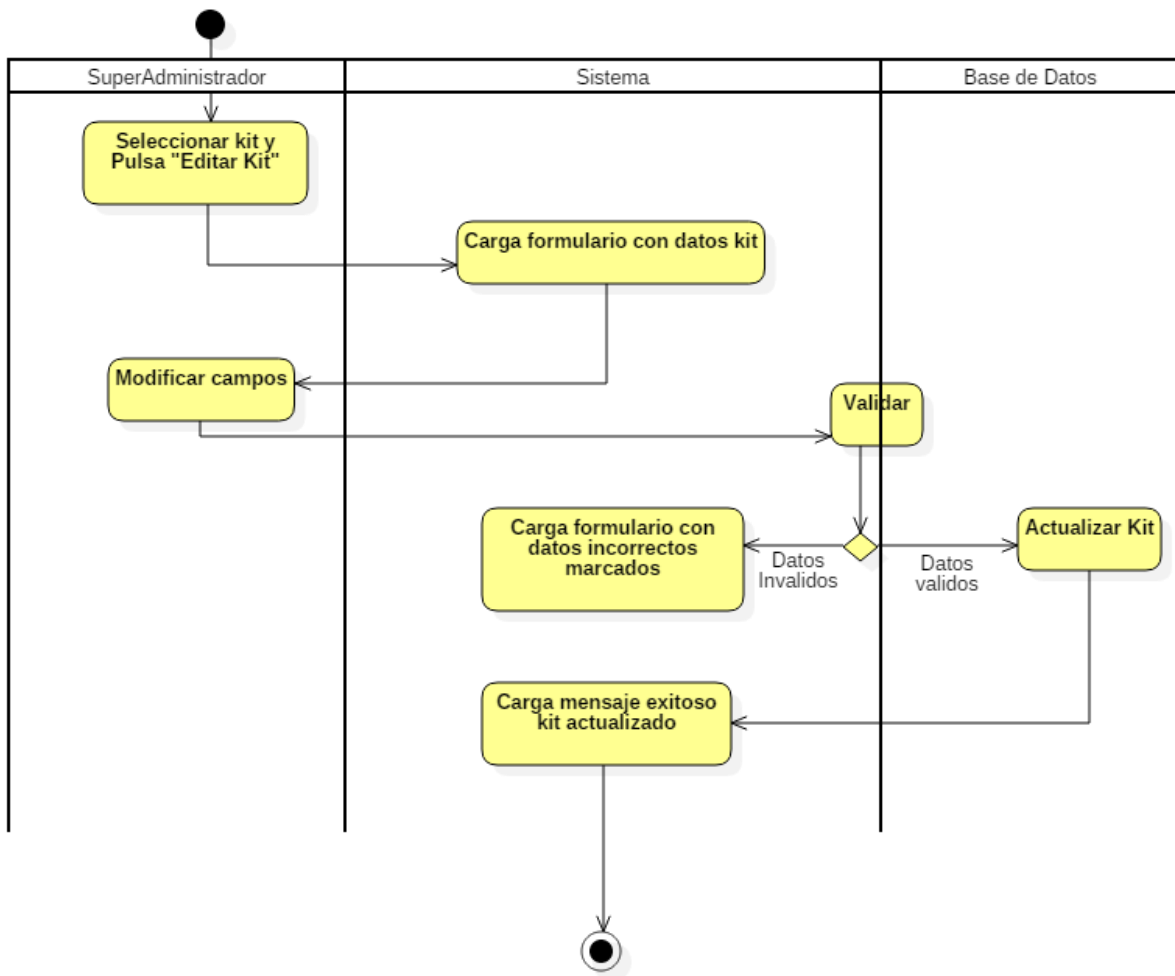 SuperAdministrador
Sistema
Base de Datos
Seleccionar kit y
Pulsa "Editar Kit"
Carga formulario con datos kit
Modificar campos
Validar
Carga formulario con
datos incorrectos
marcados
Datos
Invalidos
Datos
validos
Actualizar Kit
Carga mensaje exitoso
kit actualizado